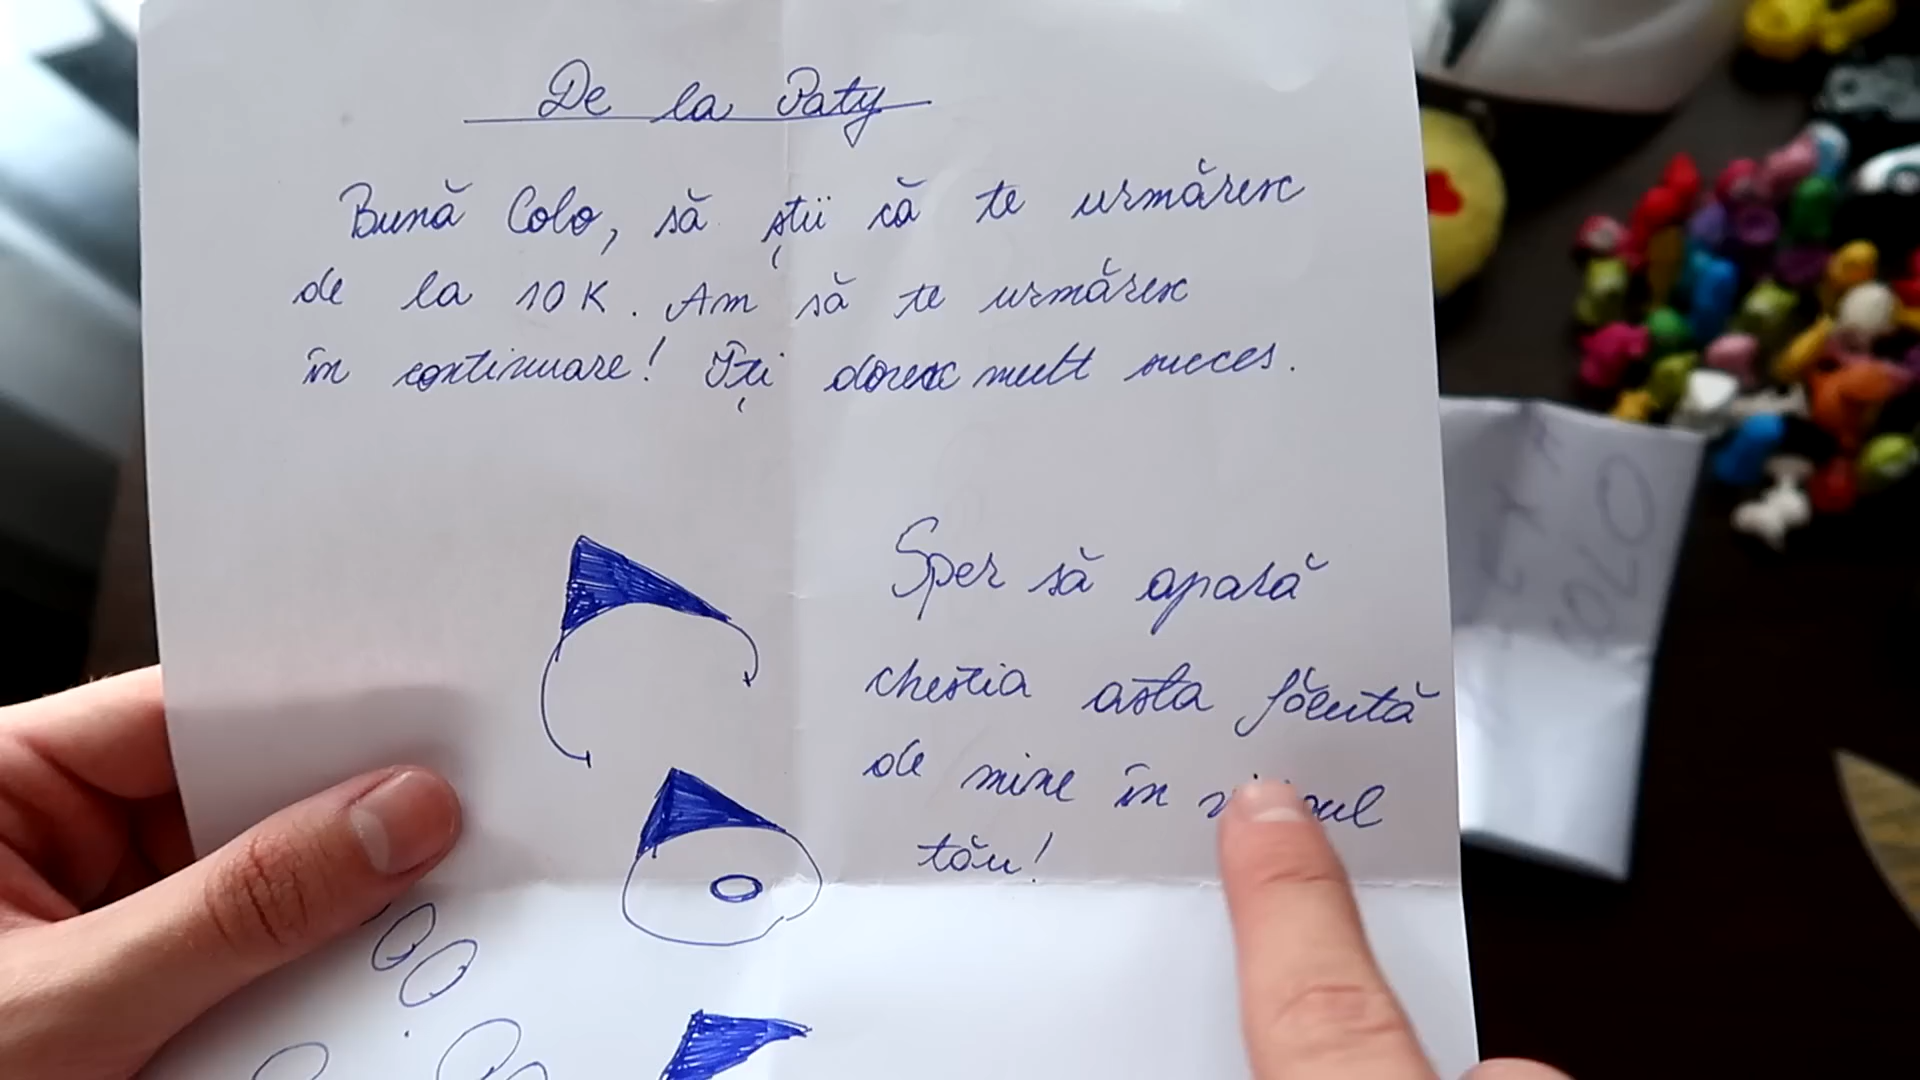 De la Paty
Bună Colo, să știi că te urmăresc
de la 10K. Am să te urmăresc
în continuare! Îți doresc mult succes.
Sper să apară
chestia asta făcută
de mine în
tău!
COLO